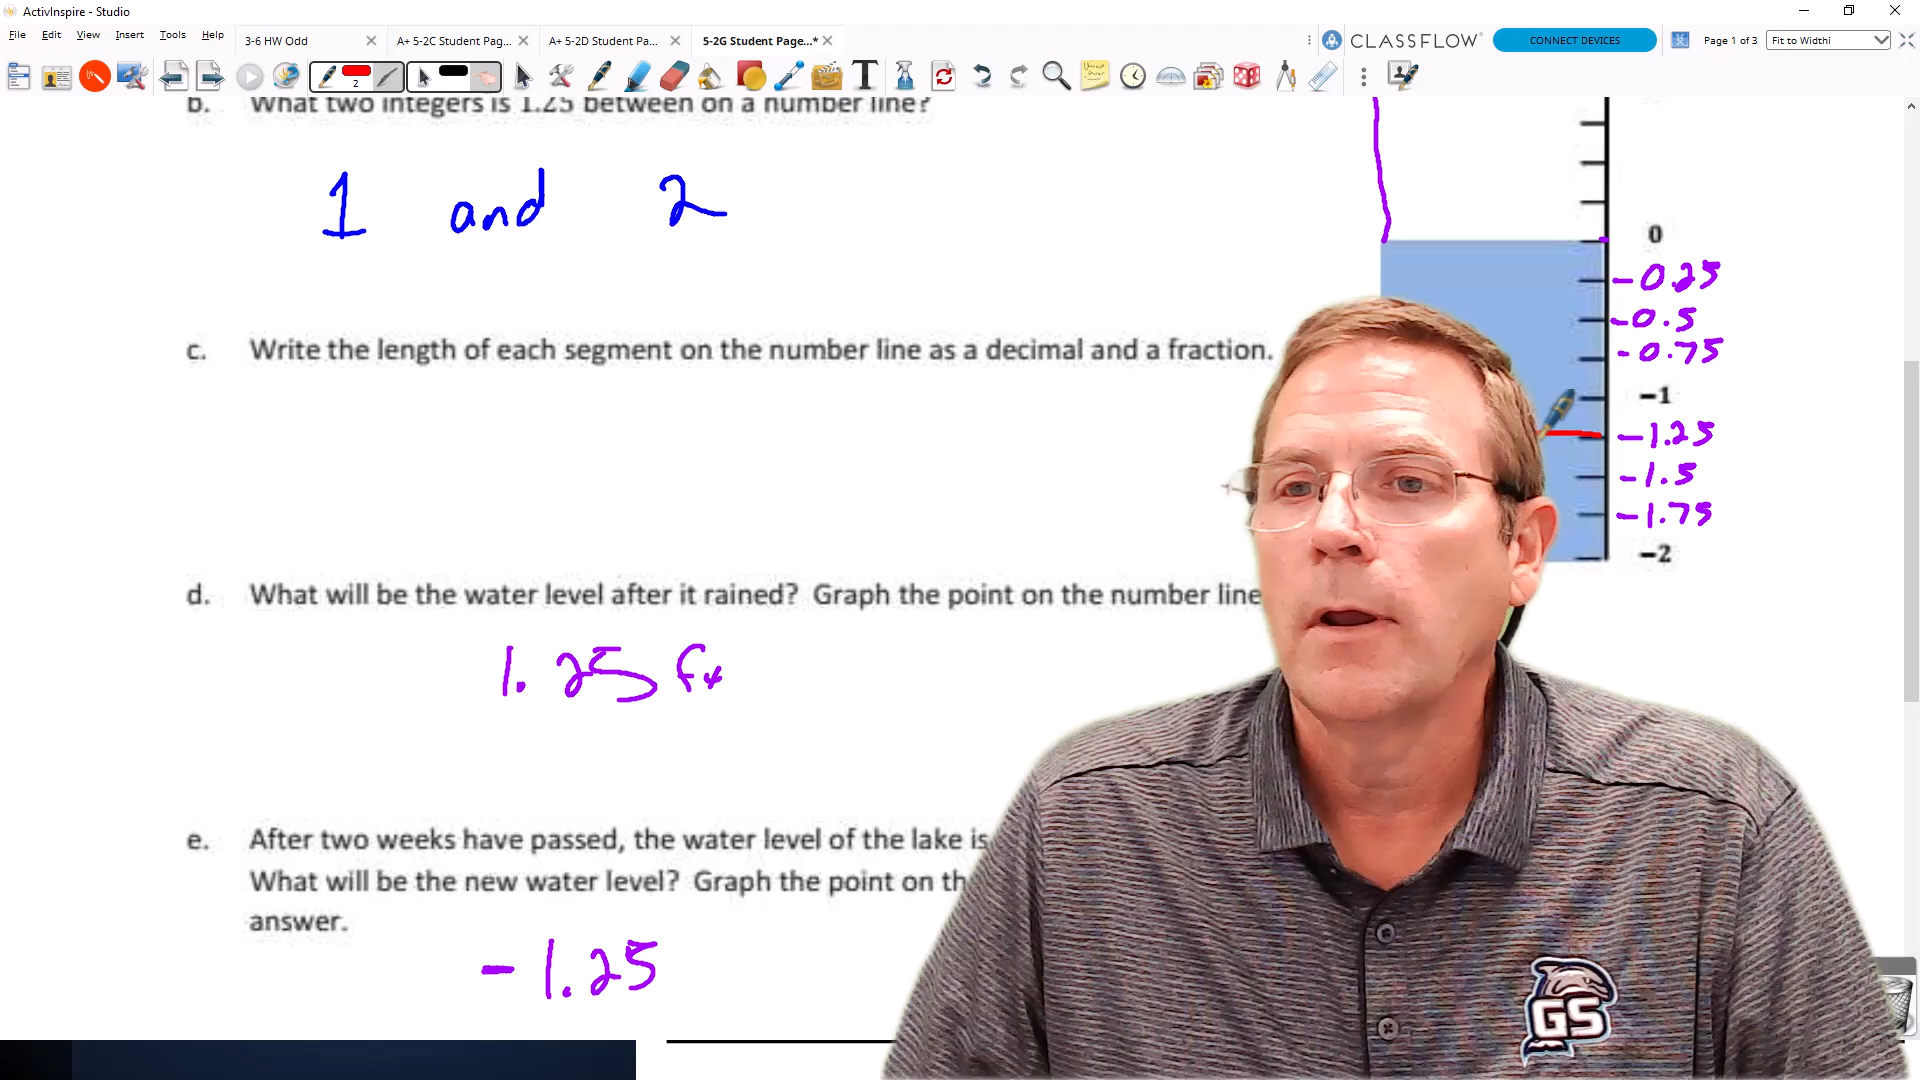 ActivInspire - Studio
File Edit View Insert Tools Help
3-6 HW Odd
A+ 5-2C Student Pag...
A+ 5-2D Student Pa...
5-2G Student Page...*
CLASSFLOW
CONNECT DEVICES
Page 1 of 3
Fit to Widthi
2
T
b. What two integers is 1.25 between on a number line?
1 and 2
0
-0.25
-0.5
-0.75
-1
-1.25
-1.5
-1.75
-2
c. Write the length of each segment on the number line as a decimal and a fraction.
d. What will be the water level after it rained? Graph the point on the number line
1.25 ft
e. After two weeks have passed, the water level of the lake is
What will be the new water level? Graph the point on th
answer.
-1.25
GS